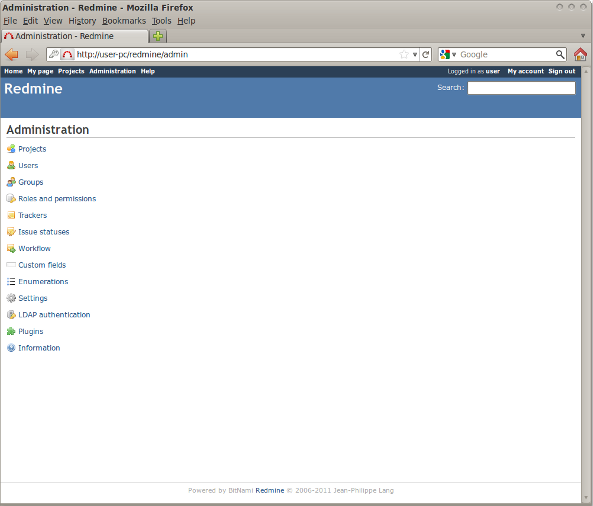 Administration - Redmine - Mozilla Firefox
File Edit View History Bookmarks Tools Help
Administration - Redmine
http://user-pc/redmine/admin
Google
Home My page Projects Administration Help
Logged in as user My account Sign out
Redmine
Search:
Administration
Projects
Users
Groups
Roles and permissions
Trackers
Issue statuses
Workflow
Custom fields
Enumerations
Settings
LDAP authentication
Plugins
Information
Powered by BitNami Redmine © 2006-2011 Jean-Philippe Lang